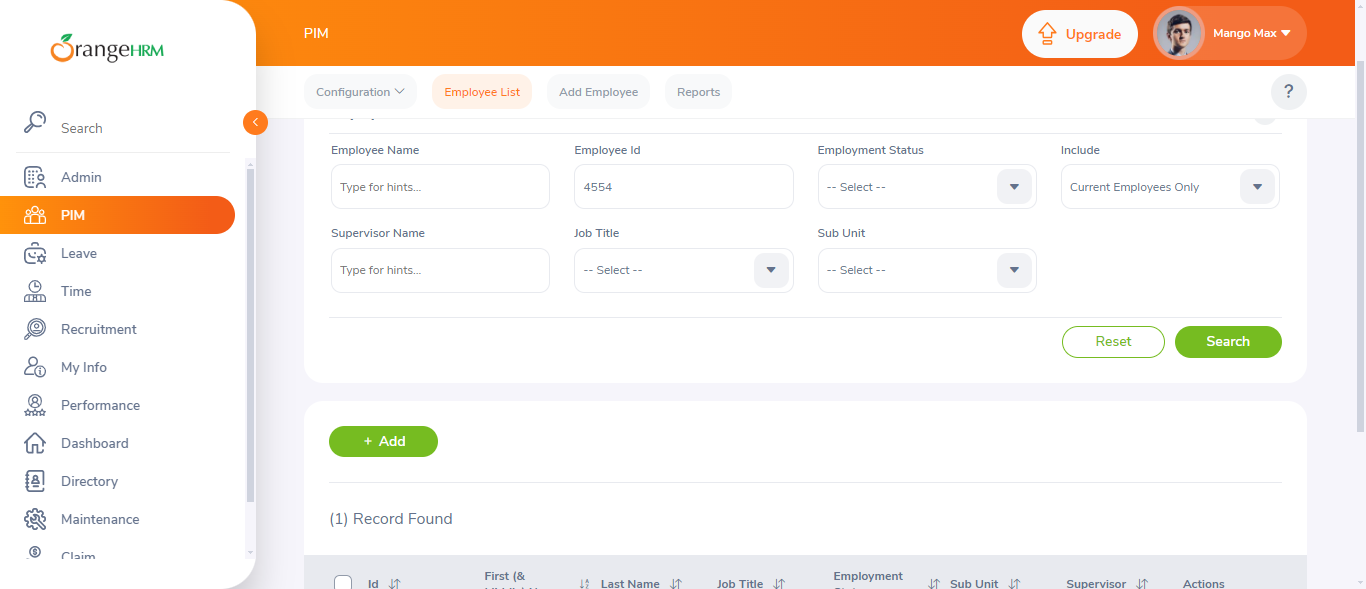 OrangeHRM
Search
Admin
PIM
Leave
Time
Recruitment
My Info
Performance
Dashboard
Directory
Maintenance
Claim
PIM
Upgrade
Mango Max
Configuration
Employee List
Add Employee
Reports
?
Employee Name
Employee Id
Employment Status
Include
Type for hints...
4554
-- Select --
Current Employees Only
Supervisor Name
Job Title
Sub Unit
Type for hints...
-- Select --
-- Select --
Reset
Search
+ Add
(1) Record Found
Id
First (&
Last Name
Job Title
Employment
Sub Unit
Supervisor
Actions